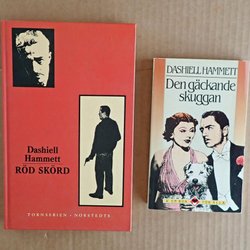 Dashiell
Hammett
RÖD SKÖRD
TORNSERIEN · NORSTEDTS
DASHIELL HAMMETT
Den gäckande
skuggan